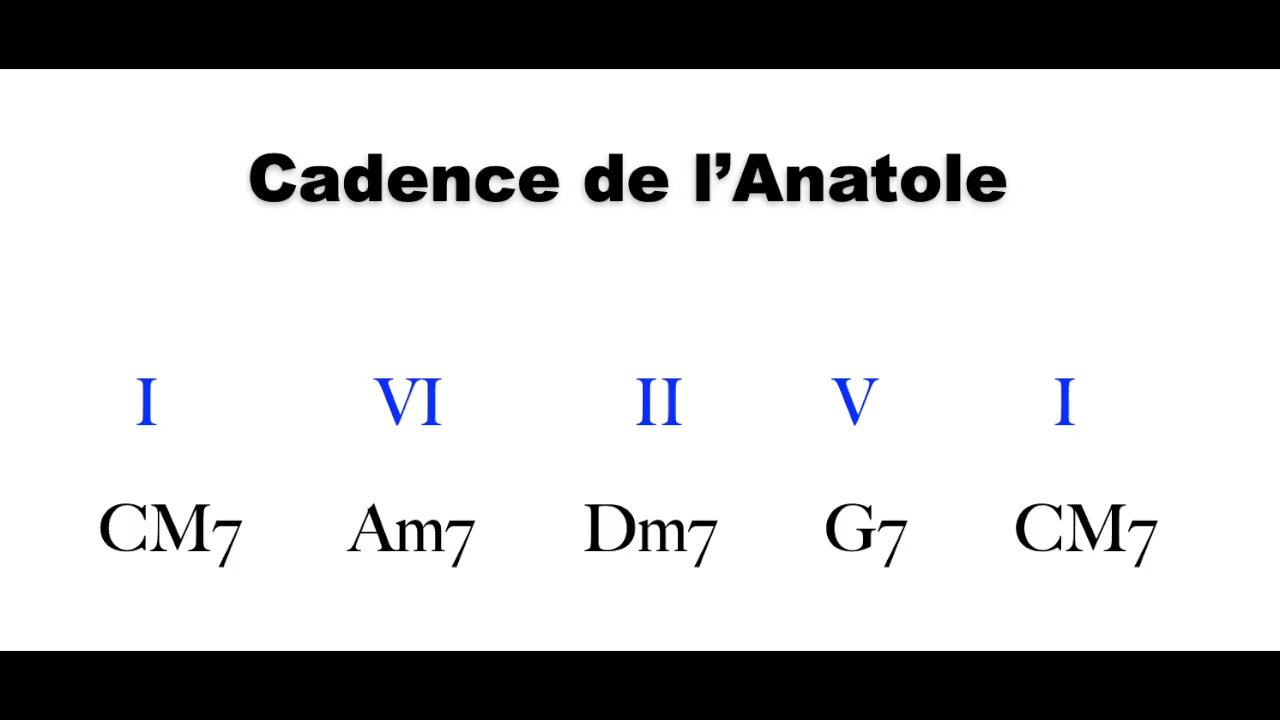 Cadence de l’Anatole
I VI II V I
CM7 Am7 Dm7 G7 CM7